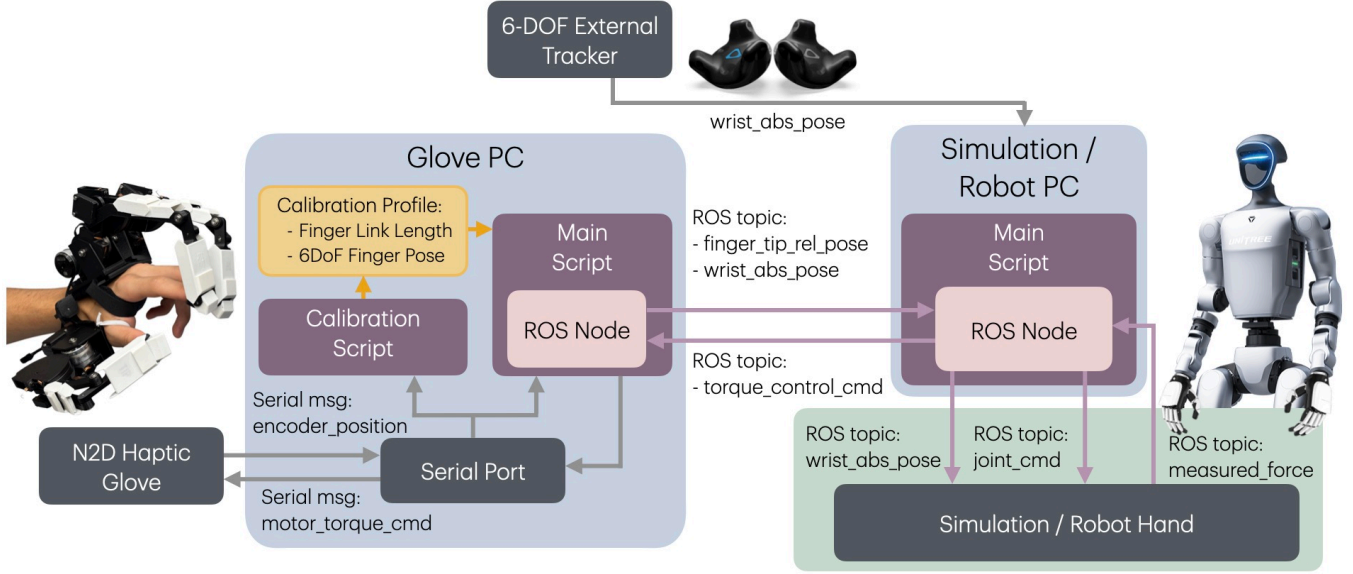 6-DOF External
Tracker
wrist_abs_pose
Glove PC
Calibration Profile:
- Finger Link Length
- 6DoF Finger Pose
Calibration
Script
Main
Script
ROS Node
Serial msg:
encoder_position
N2D Haptic
Glove
Serial Port
Serial msg:
motor_torque_cmd
ROS topic:
- finger_tip_rel_pose
- wrist_abs_pose
ROS topic:
- torque_control_cmd
Simulation /
Robot PC
Main
Script
ROS Node
UNITREE
ROS topic:
wrist_abs_pose
ROS topic:
joint_cmd
ROS topic:
measured_force
Simulation / Robot Hand